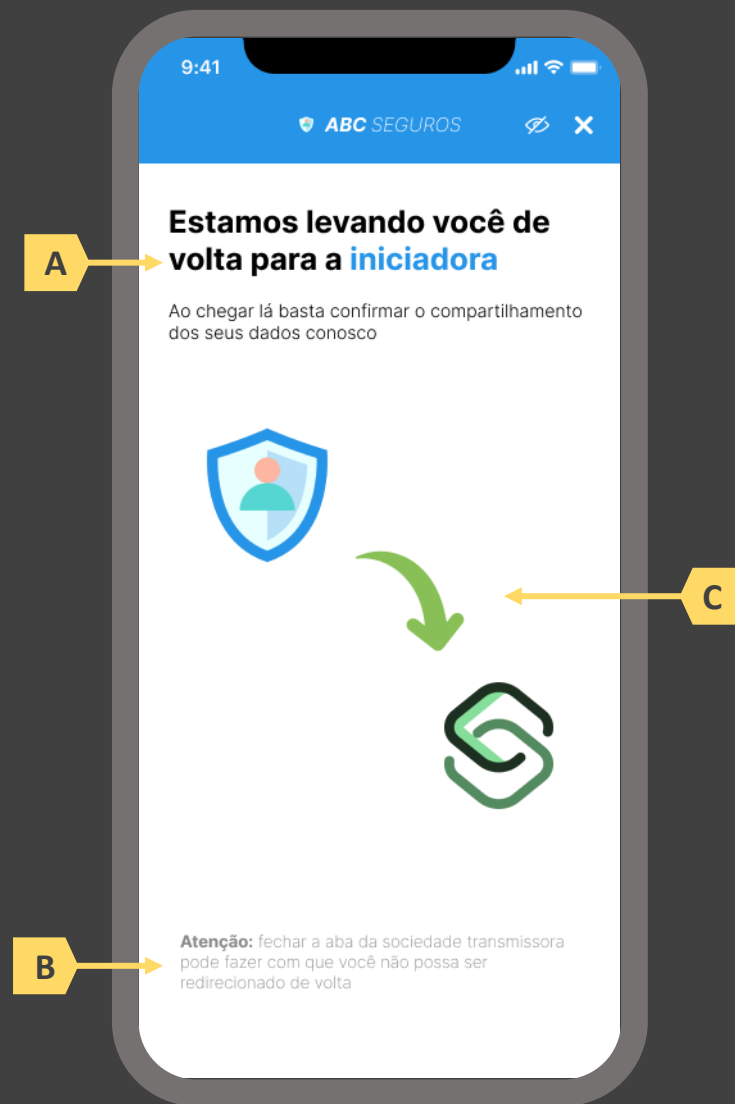 9:41
ABC SEGUROS
Estamos levando você de
volta para a iniciadora
A
Ao chegar lá basta confirmar o compartilhamento
dos seus dados conosco
C
Atenção: fechar a aba da sociedade transmissora
pode fazer com que você não possa ser
redirecionado de volta
B